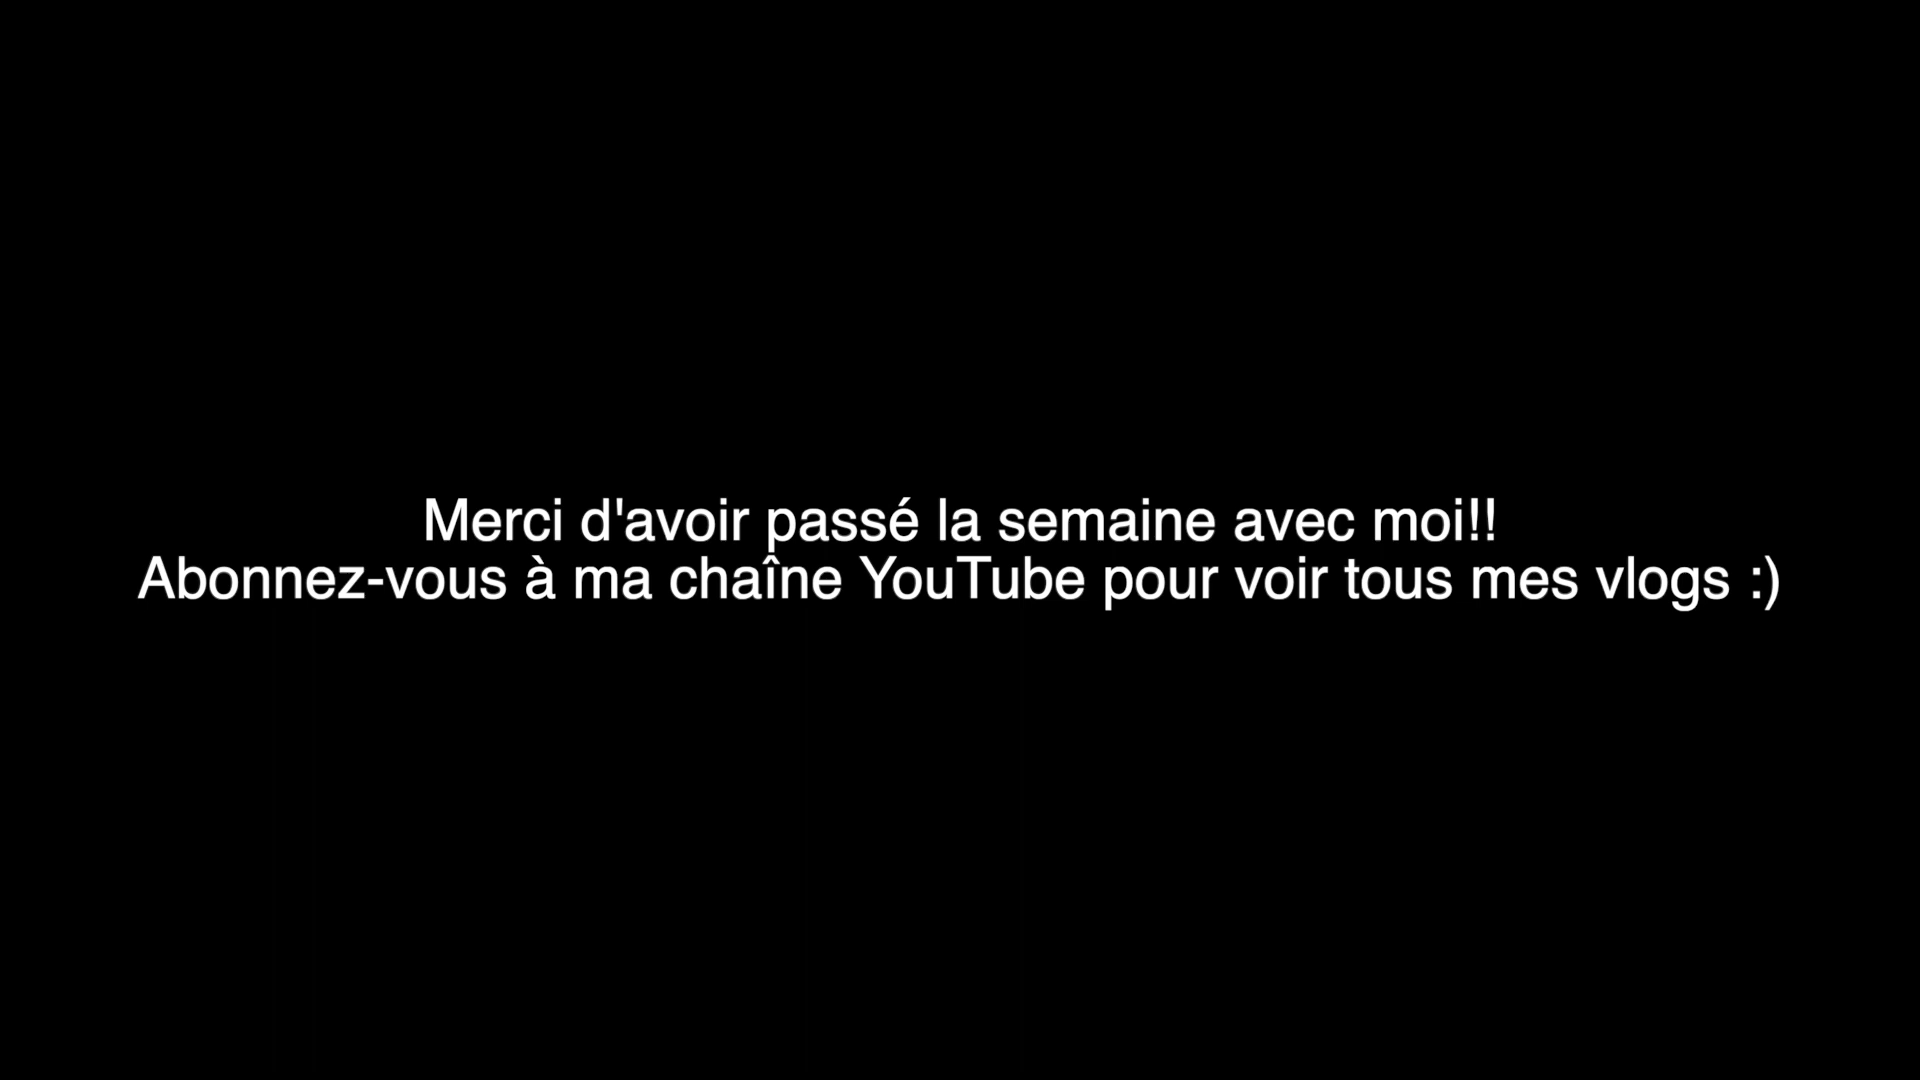 Merci d'avoir passé la semaine avec moi!!
Abonnez-vous à ma chaîne YouTube pour voir tous mes vlogs :)